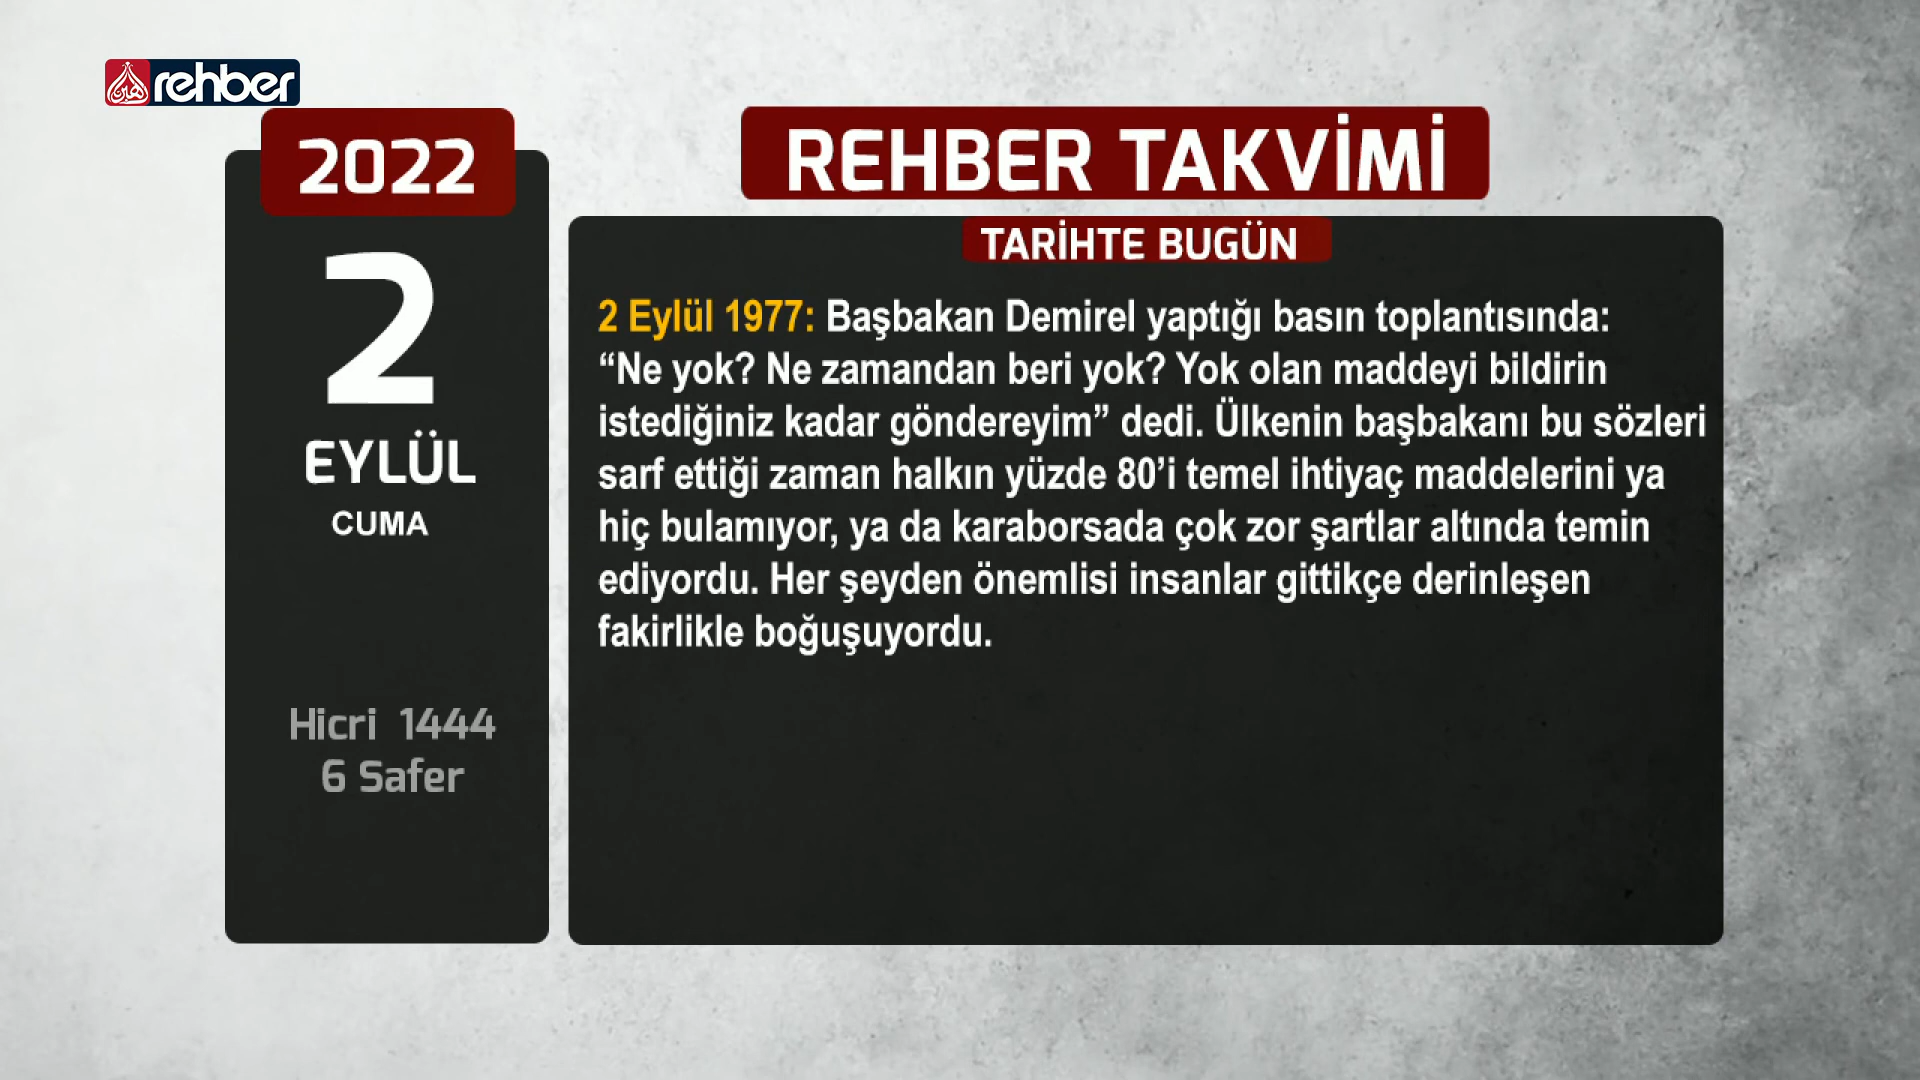 rehber
2022
2
EYLÜL
CUMA
Hicri 1444
6 Safer
REHBER TAKVİMİ
TARİHTE BUGÜN
2 Eylül 1977: Başbakan Demirel yaptığı basın toplantısında:
“Ne yok? Ne zamandan beri yok? Yok olan maddeyi bildirin
istediğiniz kadar göndereyim” dedi. Ülkenin başbakanı bu sözleri
sarf ettiği zaman halkın yüzde 80’i temel ihtiyaç maddelerini ya
hiç bulamıyor, ya da karaborsada çok zor şartlar altında temin
ediyordu. Her şeyden önemlisi insanlar gittikçe derinleşen
fakirlikle boğuşuyordu.